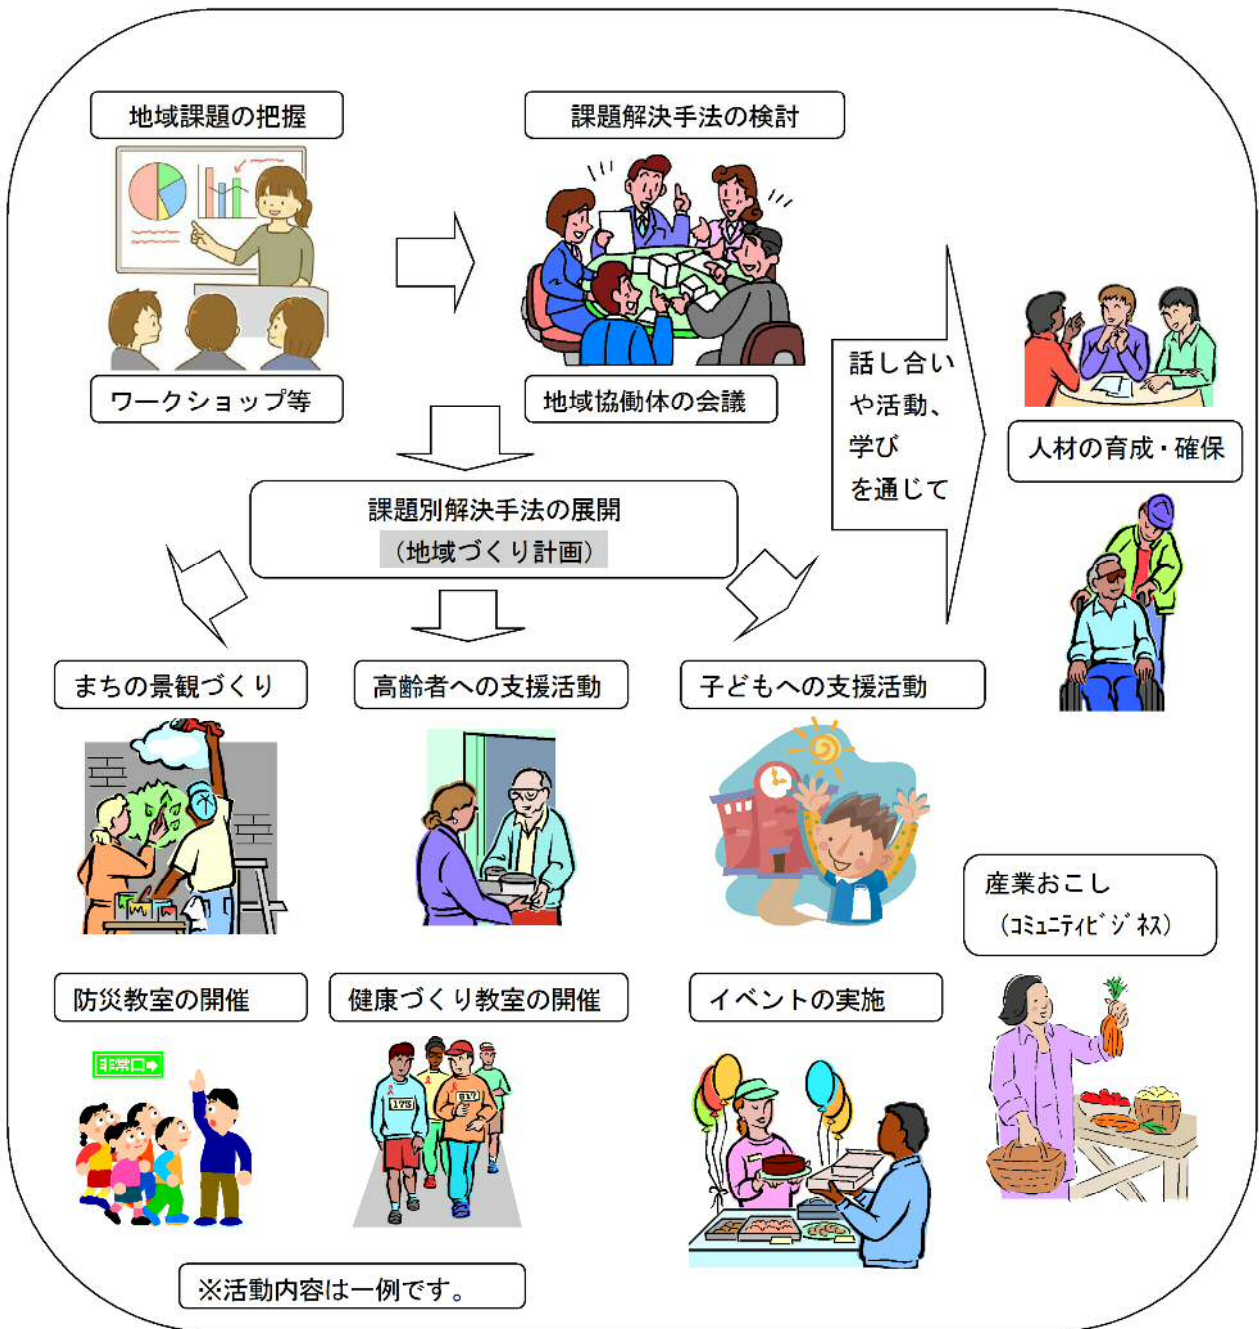 地域課題の把握
課題解決手法の検討
ワークショップ等
地域協働体の会議
話し合い
や活動、
学び
を通じて
人材の育成・確保
課題別解決手法の展開
（地域づくり計画）
まちの景観づくり
高齢者への支援活動
子どもへの支援活動
産業おこし
（ｺﾐｭﾆﾃｨﾋﾞｼﾞﾈｽ）
防災教室の開催
健康づくり教室の開催
イベントの実施
非常口➡
173
617
※活動内容は一例です。